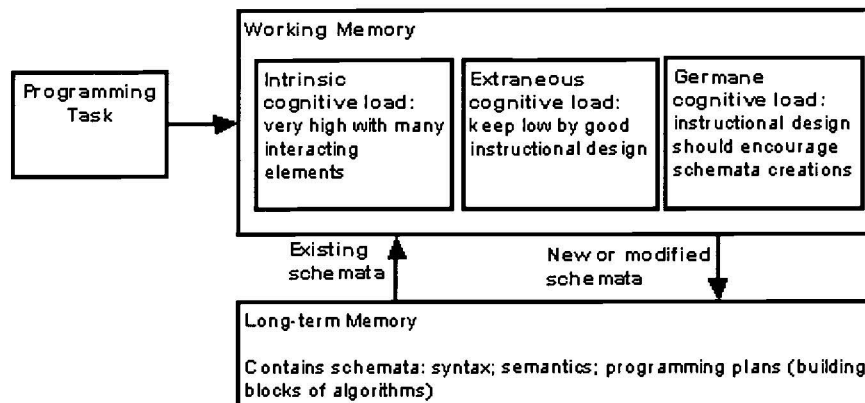 Working Memory
Programming
Task
Intrinsic
cognitive load:
very high with many
interacting
elements
Extraneous
cognitive load:
keep low by good
instructional design
Germane
cognitive load:
instructional design
should encourage
schemata creations
Existing
schemata
New or modified
schemata
Long-term Memory
Contains schemata: syntax; semantics; programming plans (building
blocks of algorithms)